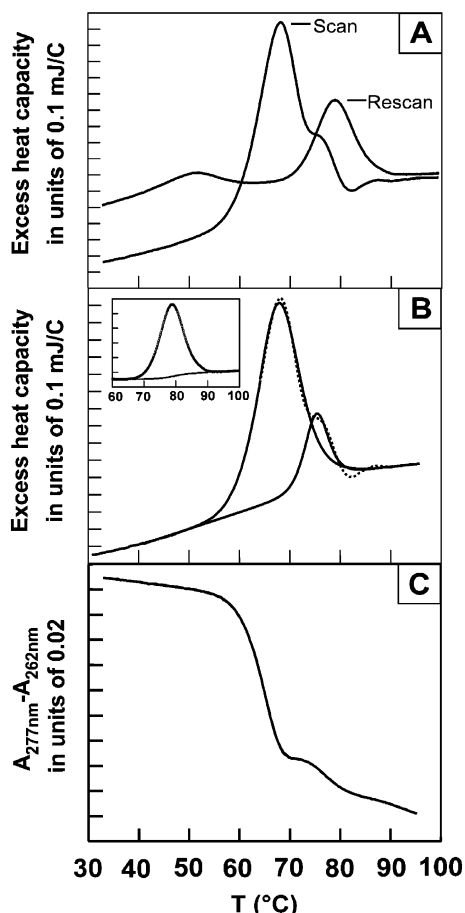 Excess heat capacity
in units of 0.1 mJ/C
A
Scan
Rescan
Excess heat capacity
in units of 0.1 mJ/C
B
60 70 80 90 100
A277nm-A262nm
in units of 0.02
C
30 40 50 60 70 80 90 100
T (°C)